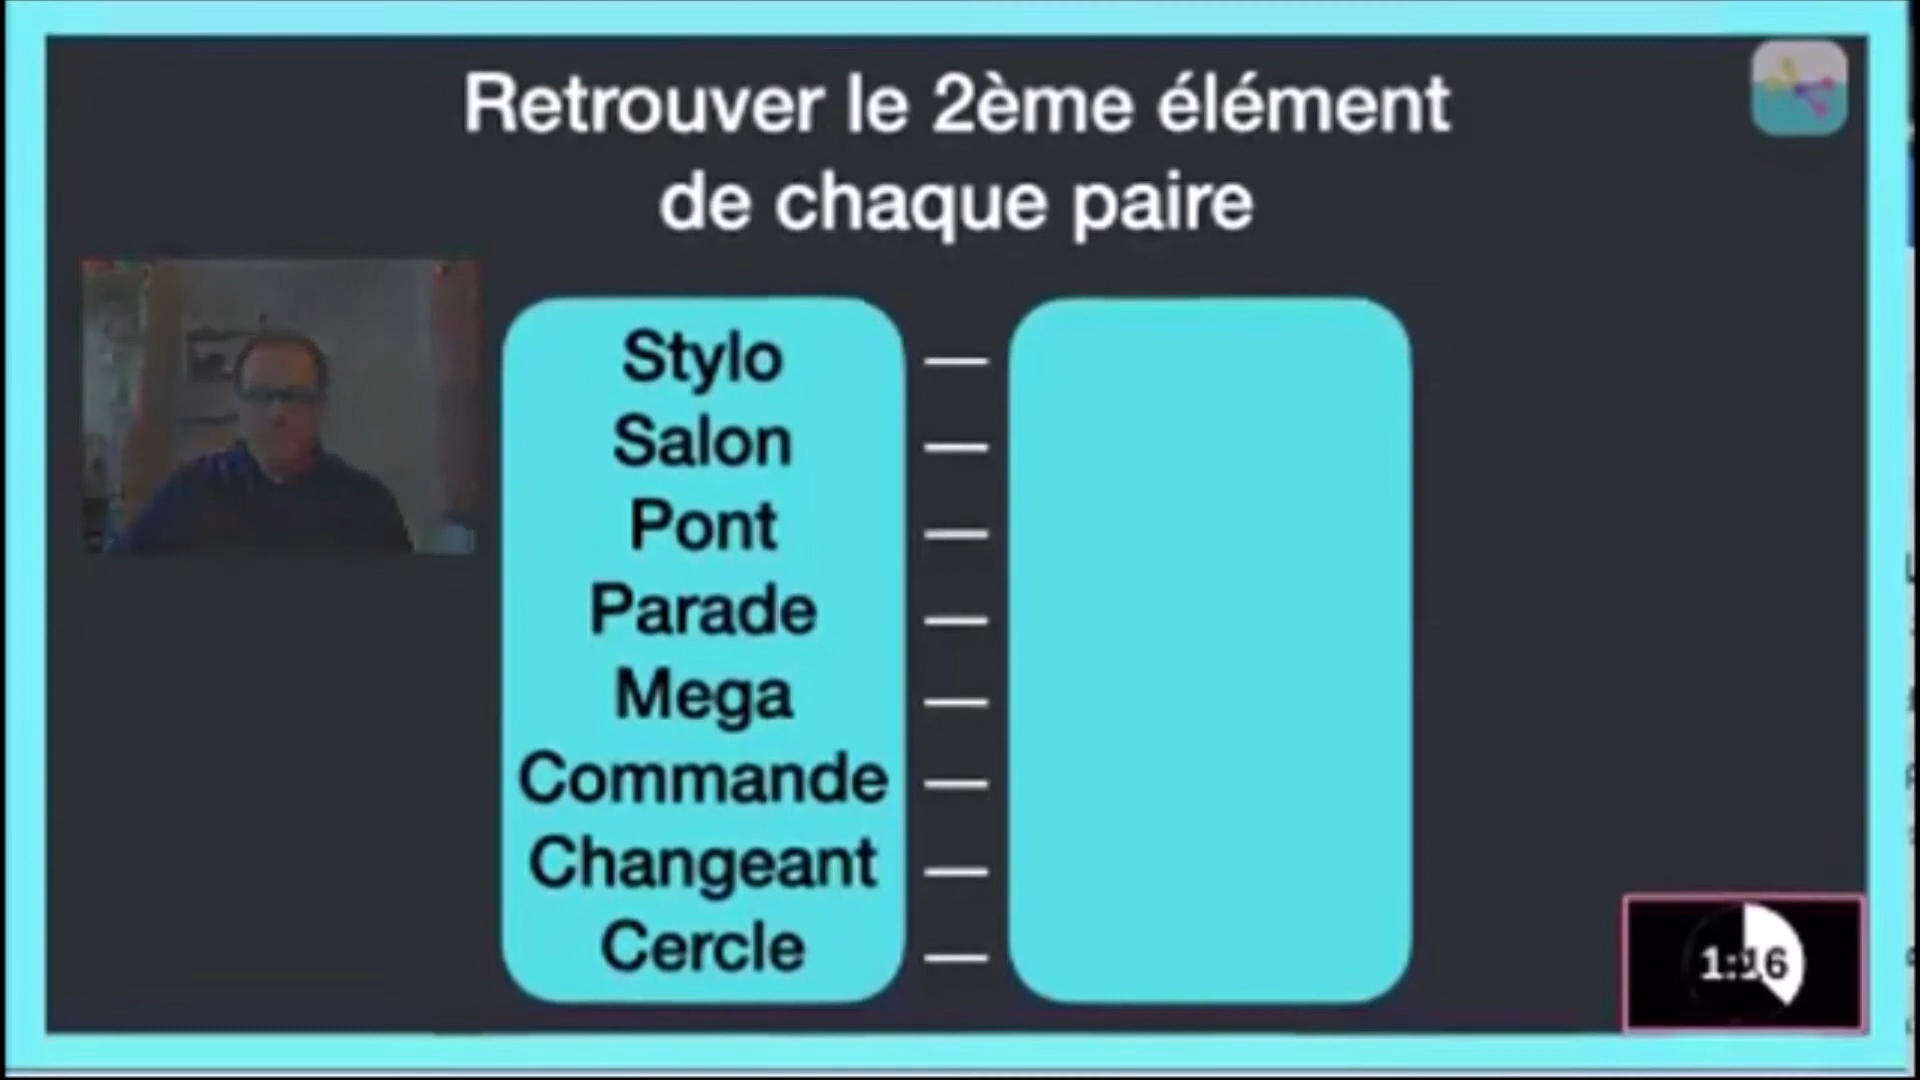 Retrouver le 2ème élément
de chaque paire
Stylo —
Salon —
Pont —
Parade —
Mega —
Commande —
Changeant —
Cercle —